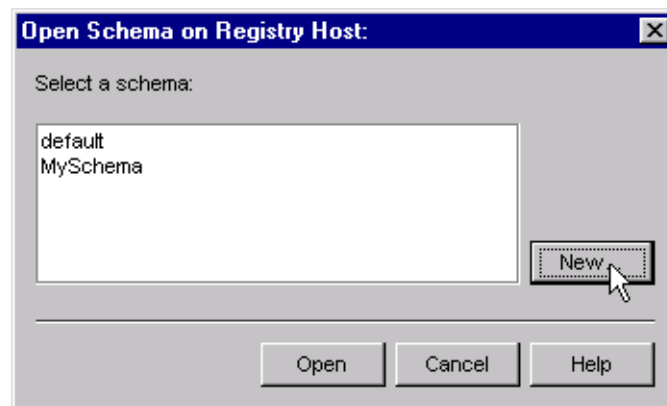 Open Schema on Registry Host:
Select a schema:
default
MySchema
New...
Open Cancel Help